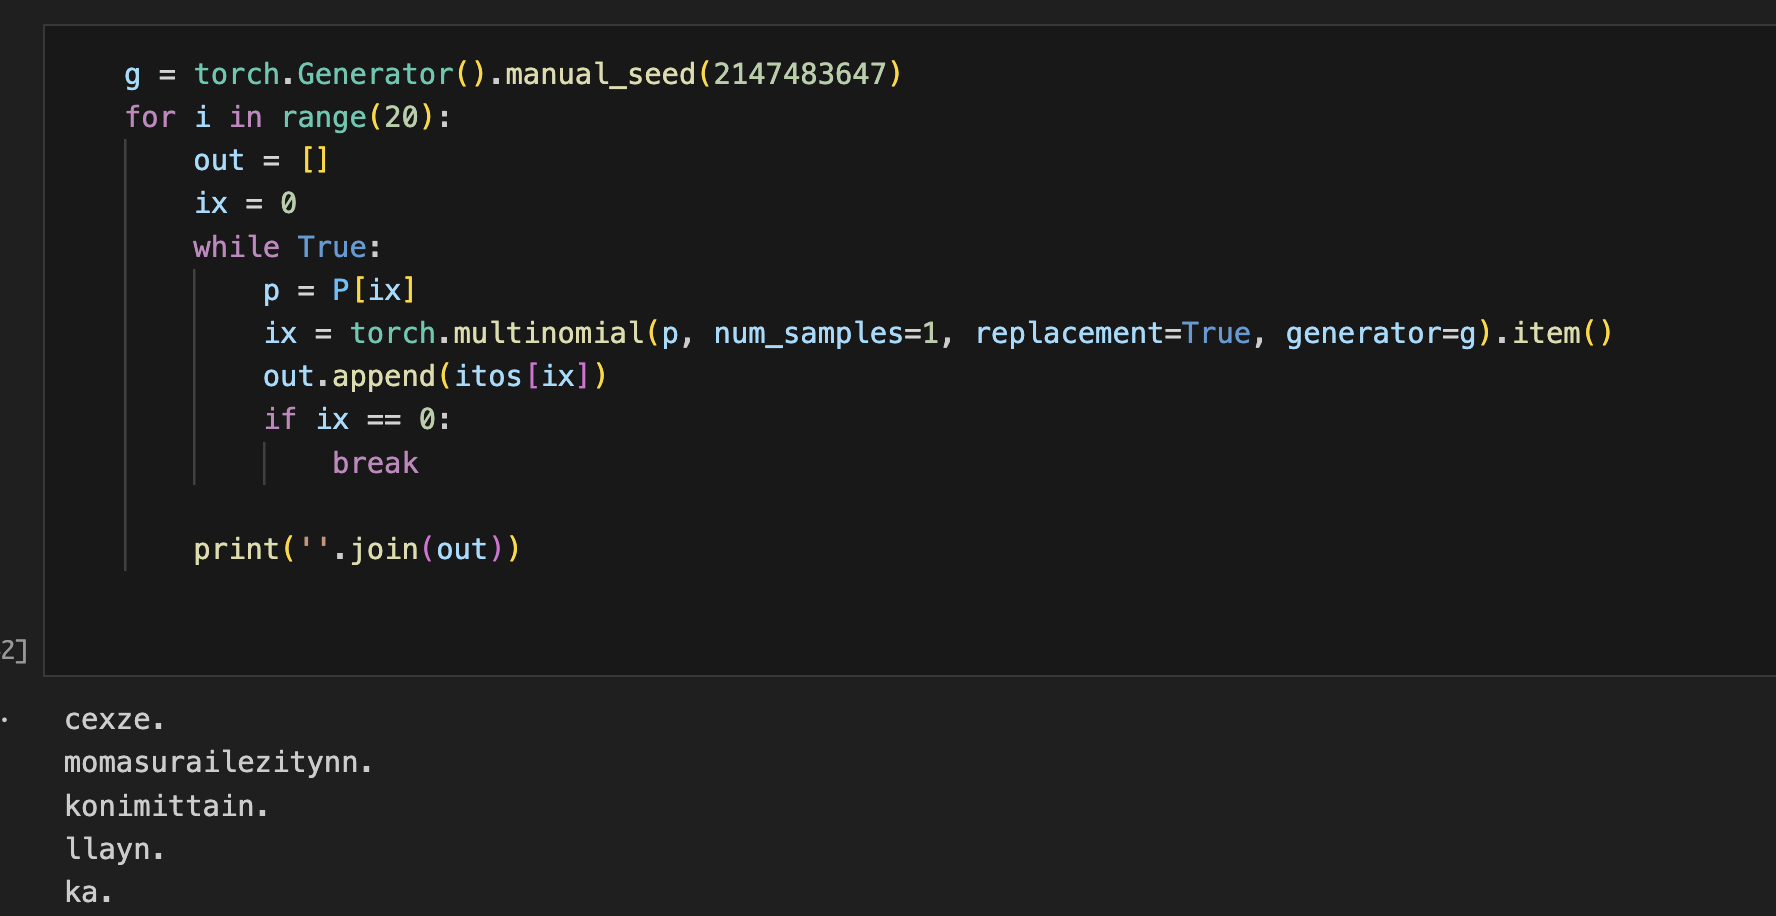 g = torch.Generator().manual_seed(2147483647)
for i in range(20):
    out = []
    ix = 0
    while True:
        p = P[ix]
        ix = torch.multinomial(p, num_samples=1, replacement=True, generator=g).item()
        out.append(itos[ix])
        if ix == 0:
            break
    print(''.join(out))
2]
cexze.
momasurailezitynn.
konimittain.
llayn.
ka.